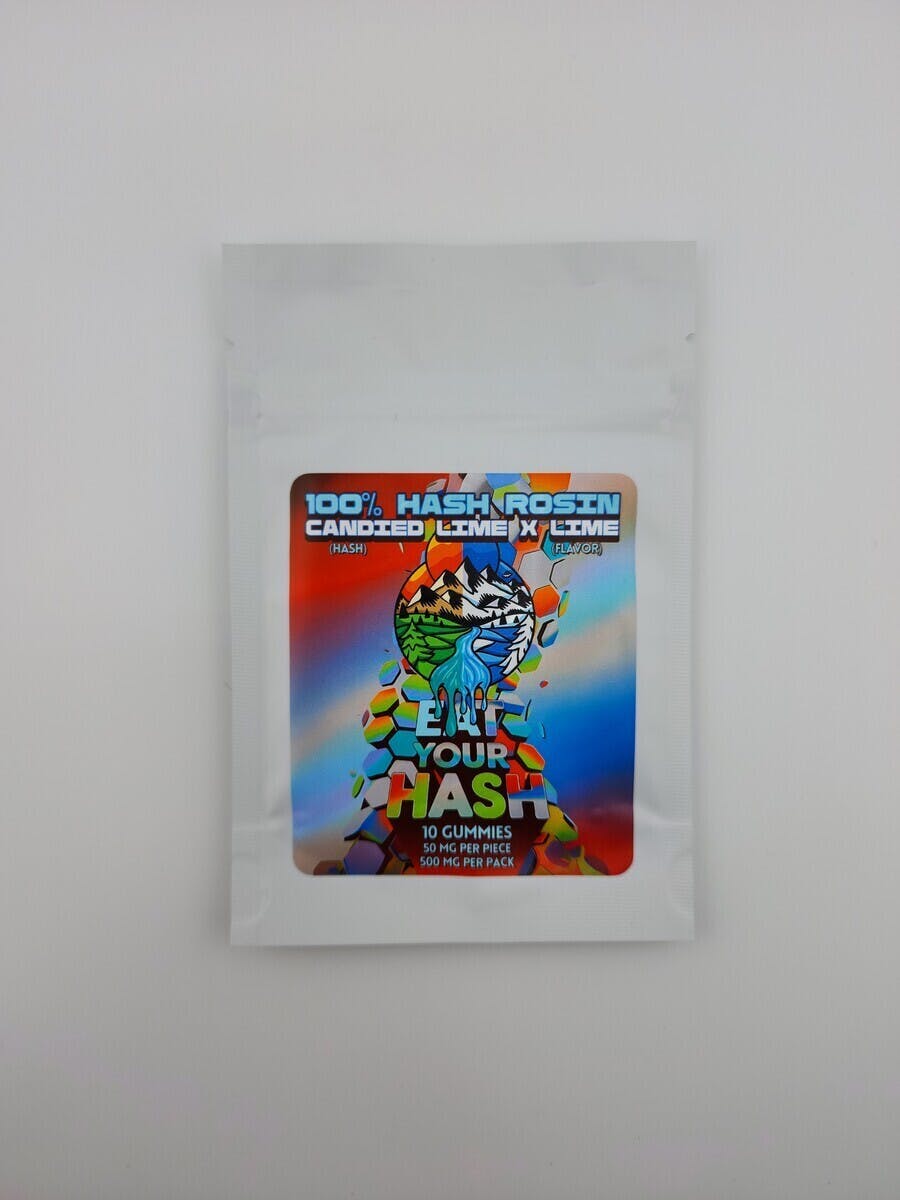 100% HASH ROSIN
CANDIED LIME X LIME
(HASH) (FLAVOR)
EAT
YOUR
HASH
10 GUMMIES
50 MG PER PIECE
500 MG PER PACK